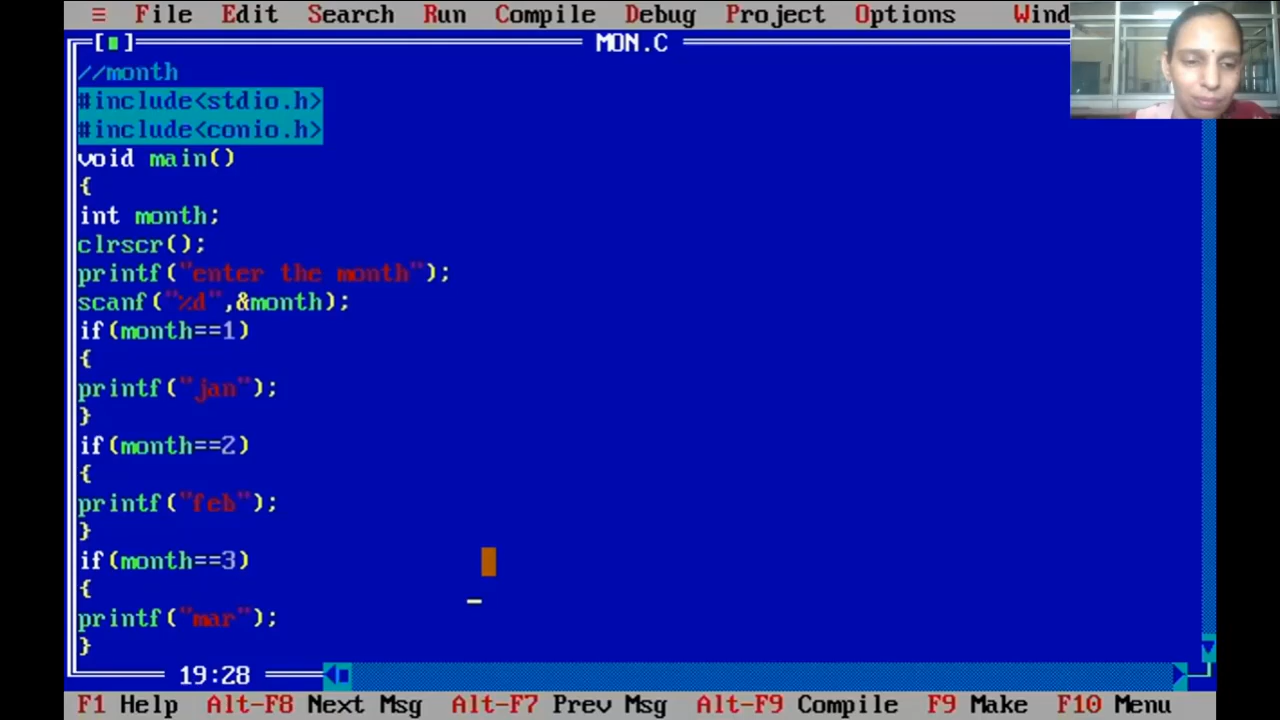 ≡ File Edit Search Run Compile Debug Project Options Wind
[■] MON.C
//month
#include<stdio.h>
#include<conio.h>
void main()
{
int month;
clrscr();
printf("enter the month");
scanf("%d",&month);
if(month==1)
{
printf("jan");
}
if(month==2)
{
printf("feb");
}
if(month==3)
{
printf("mar");
}
19:28
F1 Help Alt-F8 Next Msg Alt-F7 Prev Msg Alt-F9 Compile F9 Make F10 Menu